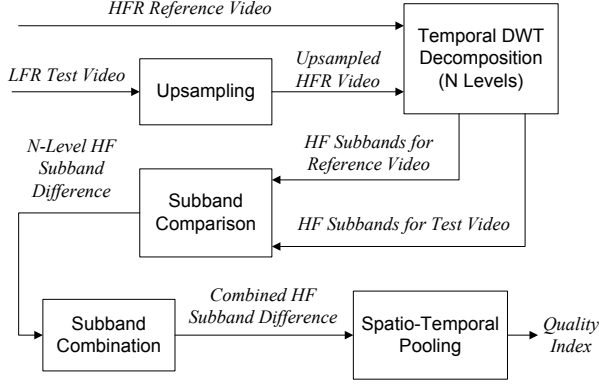 HFR Reference Video
Temporal DWT
Decomposition
(N Levels)
LFR Test Video
Upsampling
Upsampled
HFR Video
HF Subbands for
Reference Video
N-Level HF
Subband
Difference
Subband
Comparison
HF Subbands for Test Video
Subband
Combination
Combined HF
Subband Difference
Spatio-Temporal
Pooling
Quality
Index